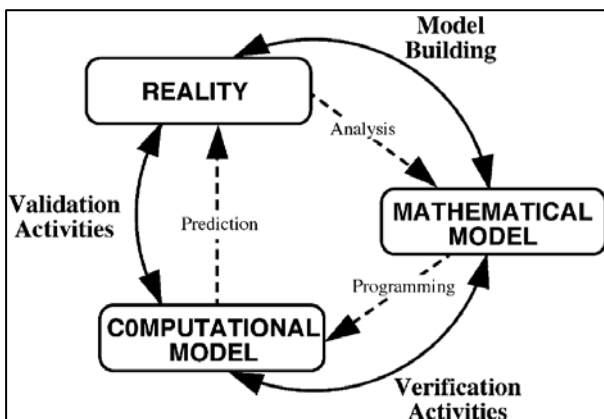 Model
Building
REALITY
Analysis
Validation
Activities
Prediction
MATHEMATICAL
MODEL
Programming
C0MPUTATIONAL
MODEL
Verification
Activities